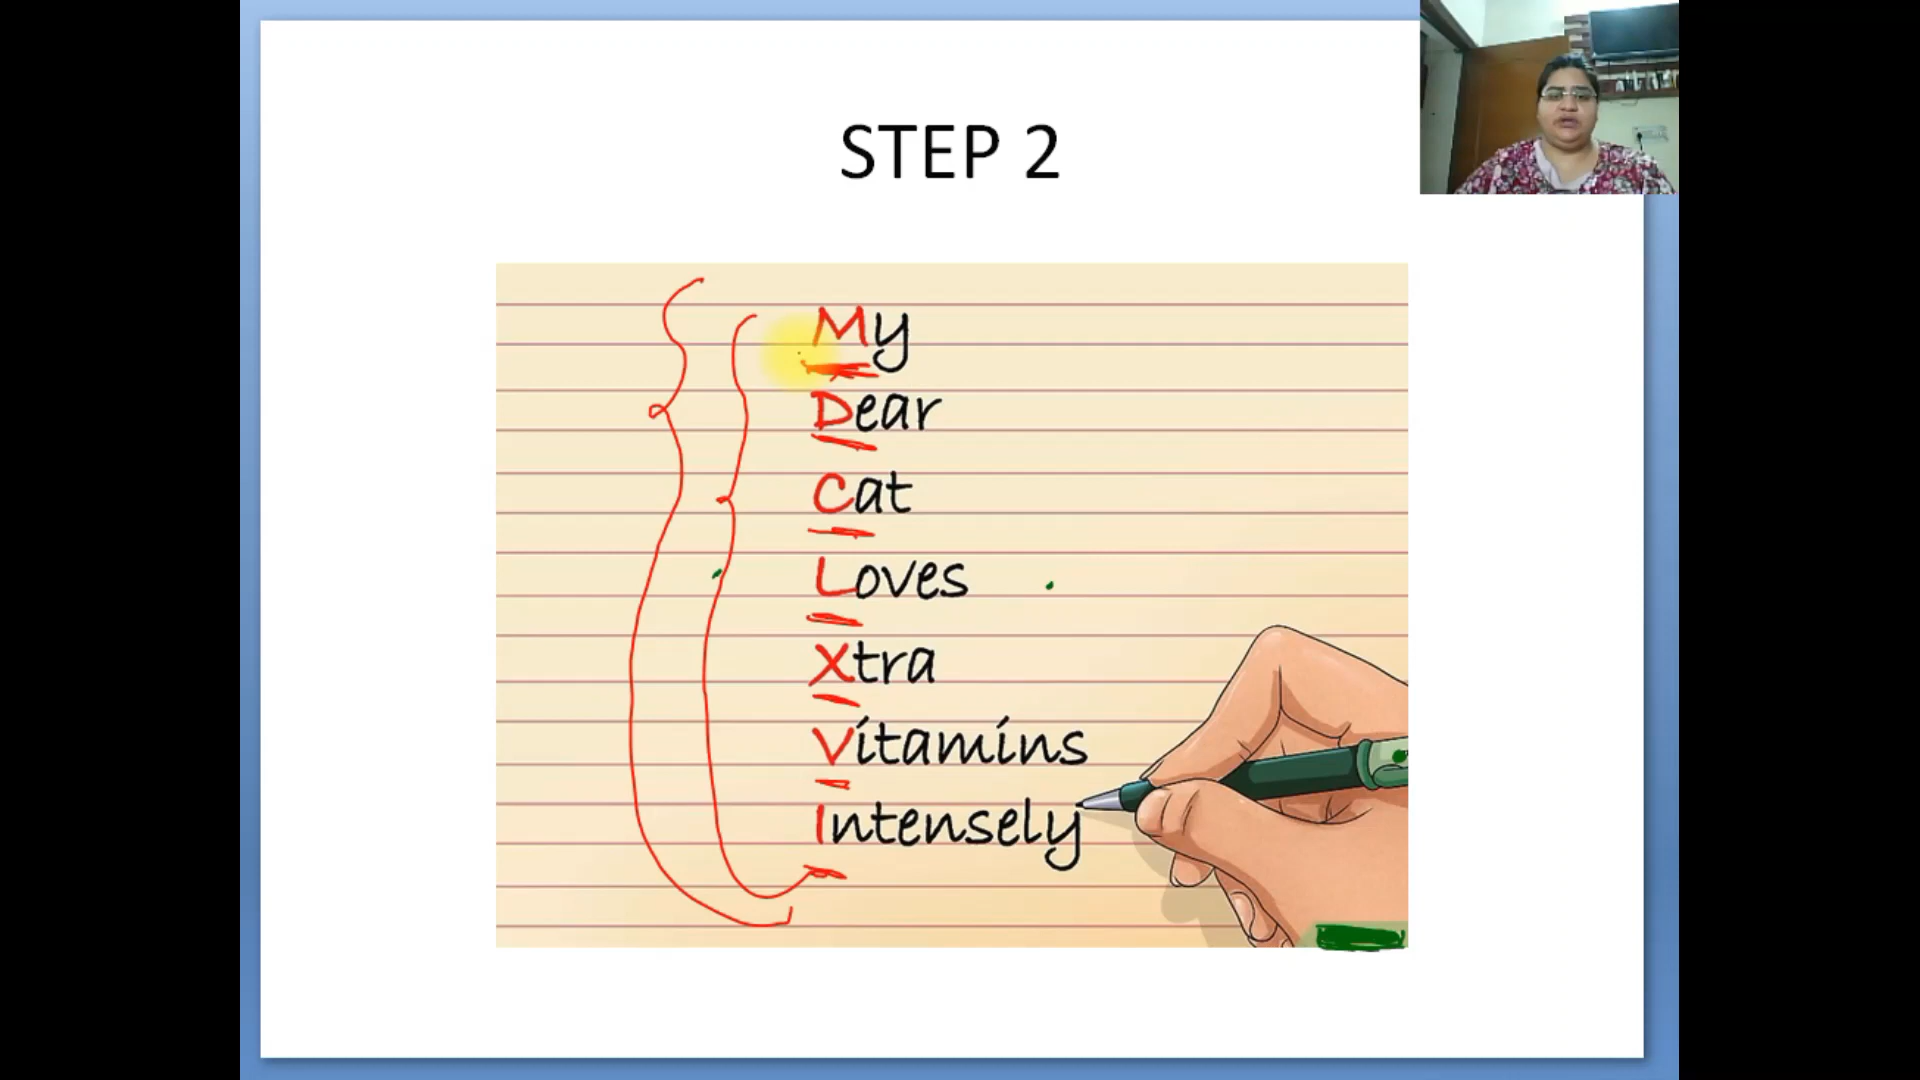 STEP 2
My
Dear
Cat
Loves
Xtra
Vitamins
Intensely